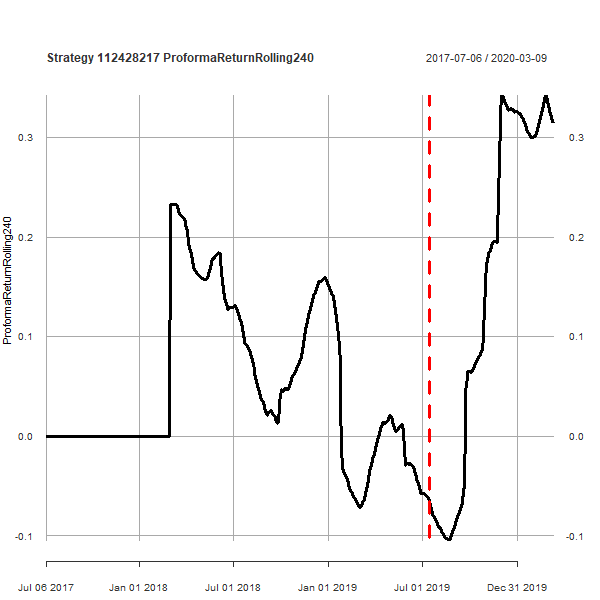 Strategy 112428217 ProformaReturnRolling240
2017-07-06 / 2020-03-09
ProformaReturnRolling240
0.3
0.3
0.2
0.2
0.1
0.1
0.0
0.0
-0.1
-0.1
Jul 06 2017
Jan 01 2018
Jul 01 2018
Jan 01 2019
Jul 01 2019
Dec 31 2019